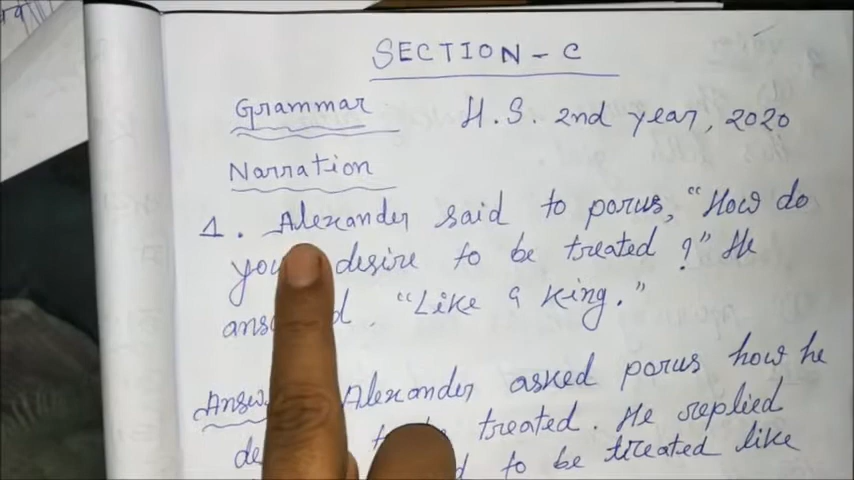 SECTION - C
Grammar H.S. 2nd year, 2020
Narration
1. Alexander said to porus, "How do
you desire to be treated ?" He
"Like a king."
Alexander asked porus how he
treated. He replied
to be treated like